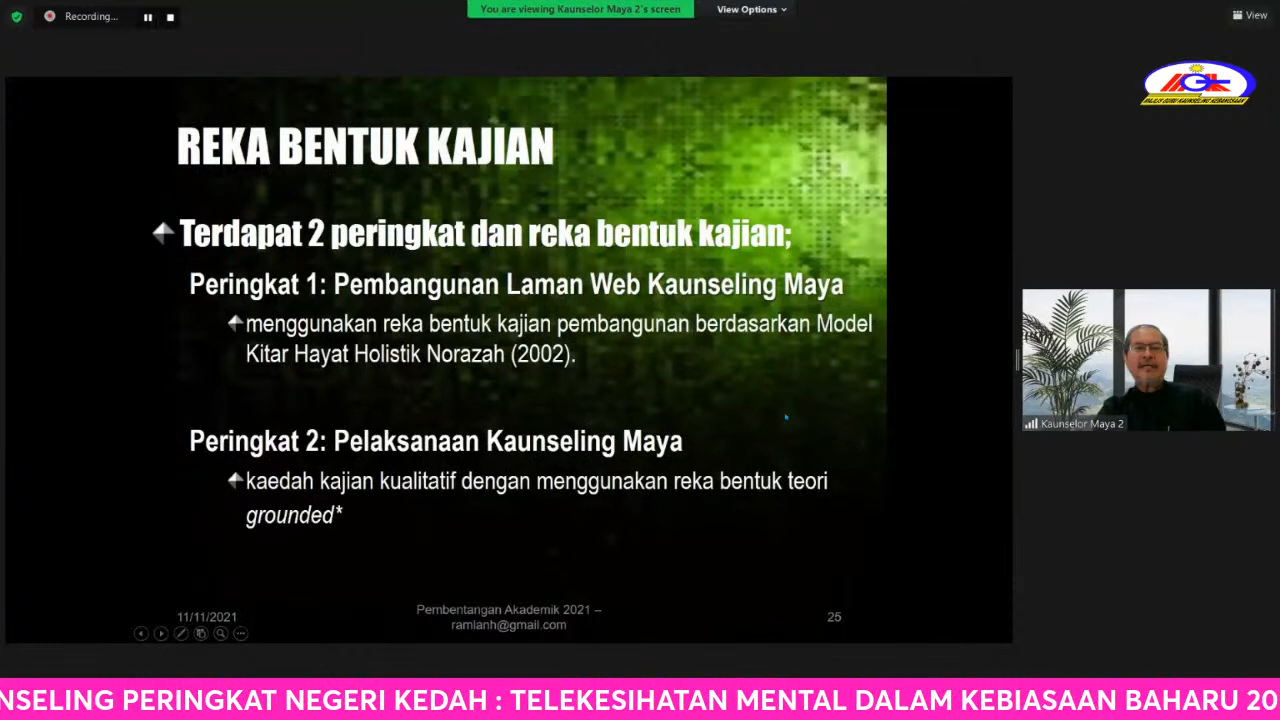 Recording...
You are viewing Kaunselor Maya 2's screen
View Options
View
REKA BENTUK KAJIAN
Terdapat 2 peringkat dan reka bentuk kajian;
Peringkat 1: Pembangunan Laman Web Kaunseling Maya
menggunakan reka bentuk kajian pembangunan berdasarkan Model
Kitar Hayat Holistik Norazah (2002).
Peringkat 2: Pelaksanaan Kaunseling Maya
kaedah kajian kualitatif dengan menggunakan reka bentuk teori
grounded*
11/11/2021
Pembentangan Akademik 2021 –
ramlanh@gmail.com
25
Kaunselor Maya 2
NSELING PERINGKAT NEGERI KEDAH : TELEKESIHATAN MENTAL DALAM KEBIASAAN BAHARU 20